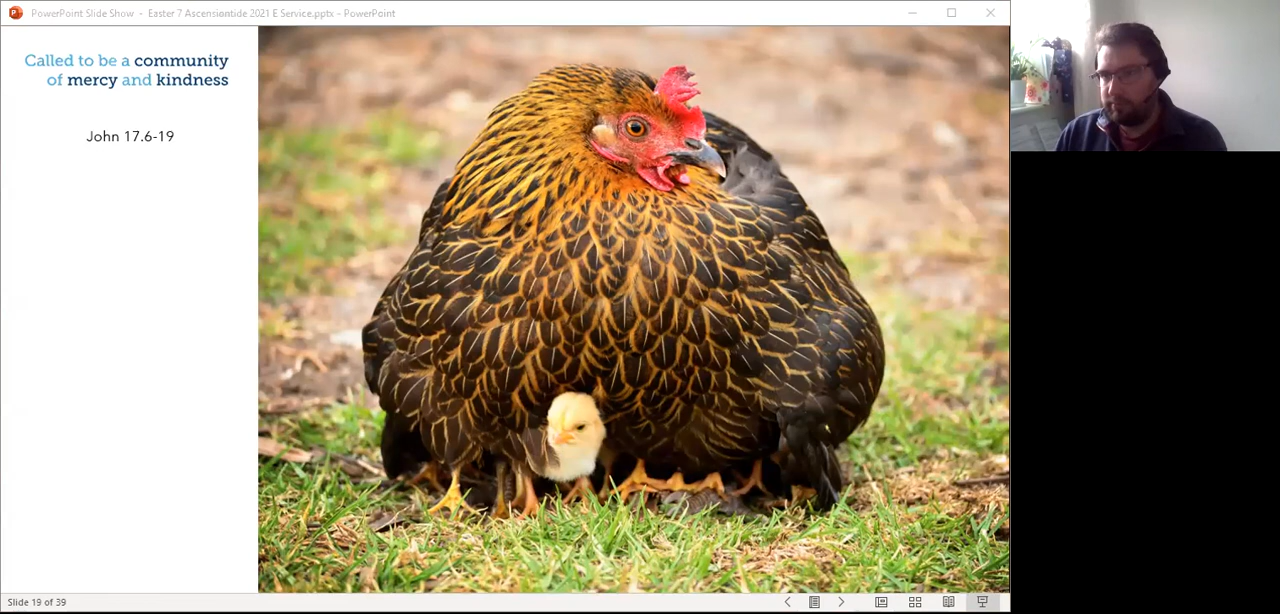 PowerPoint Slide Show - Easter 7 Ascensiantide 2021 E Service.pptx - PowerPoint
Called to be a community
of mercy and kindness
John 17.6-19
Slide 19 of 39